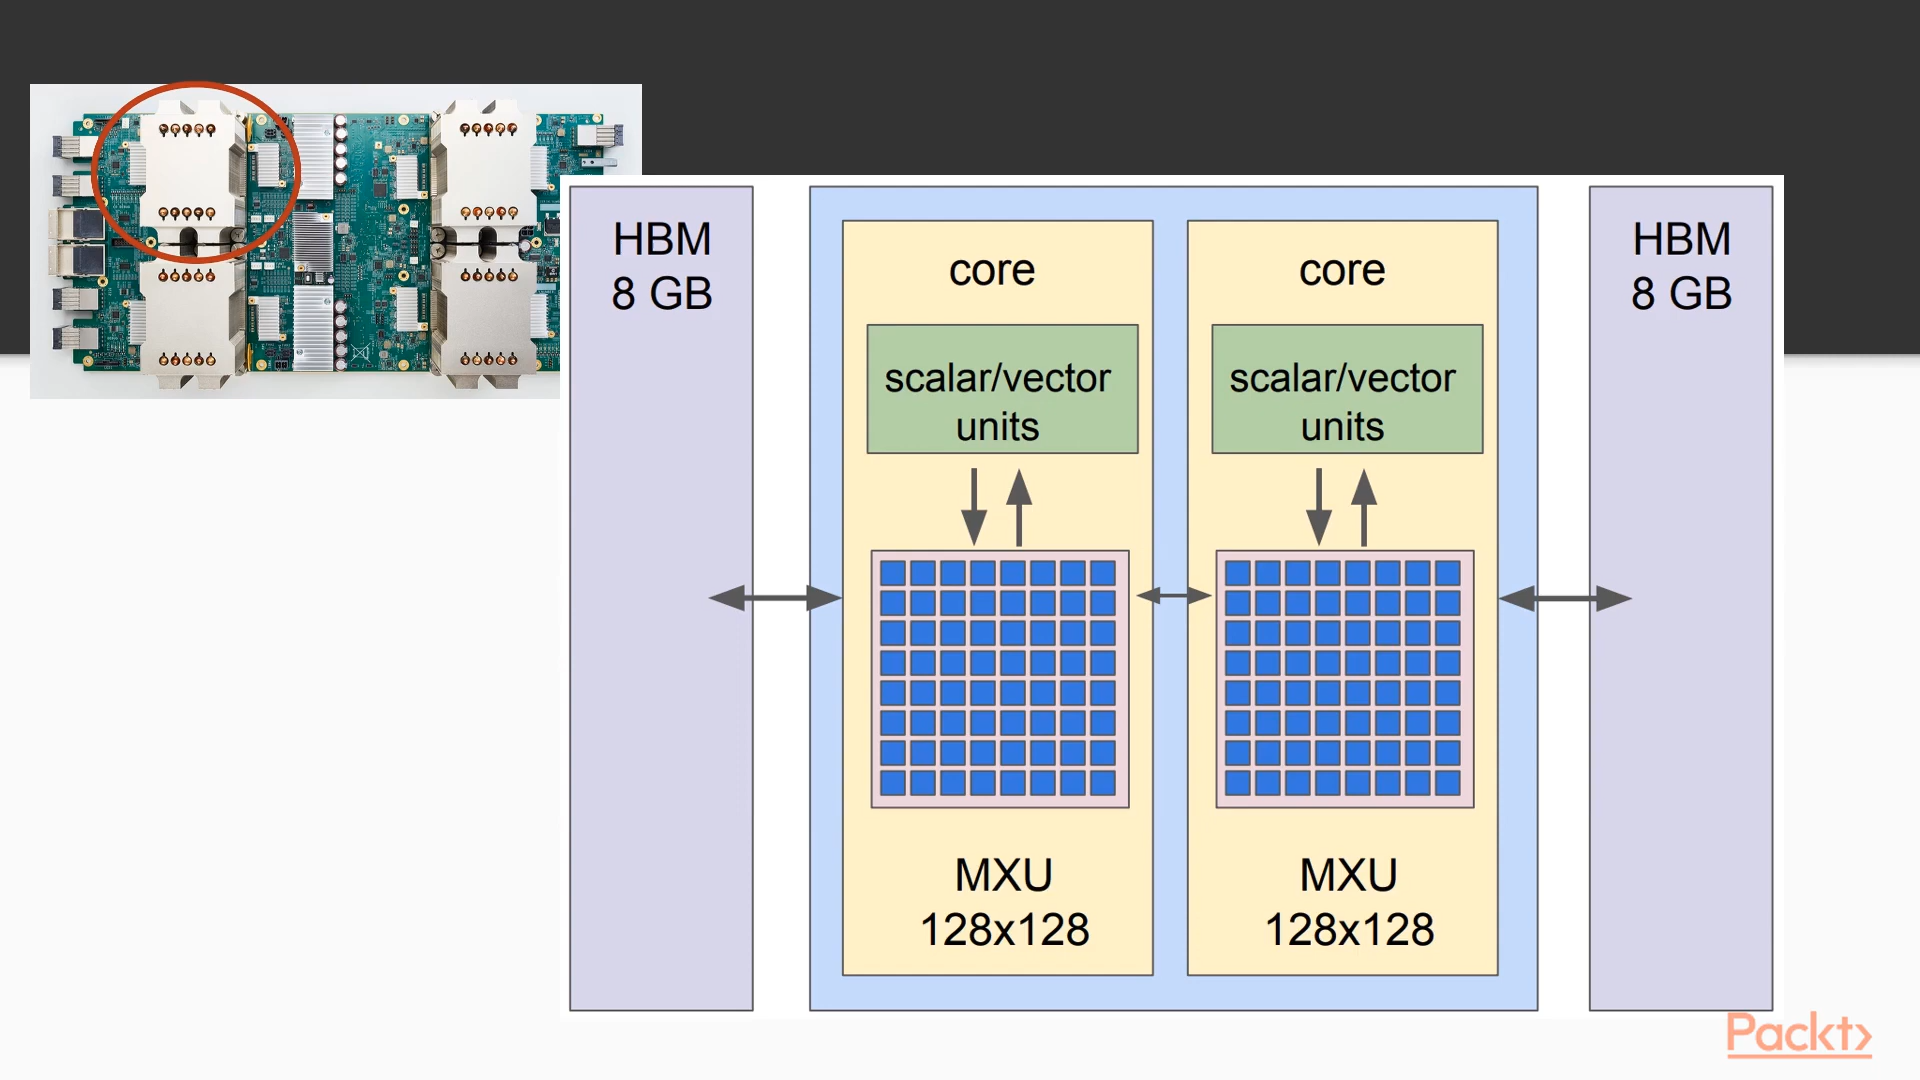 HBM
8 GB
core
scalar/vector
units
MXU
128x128
core
scalar/vector
units
MXU
128x128
HBM
8 GB
Packt>